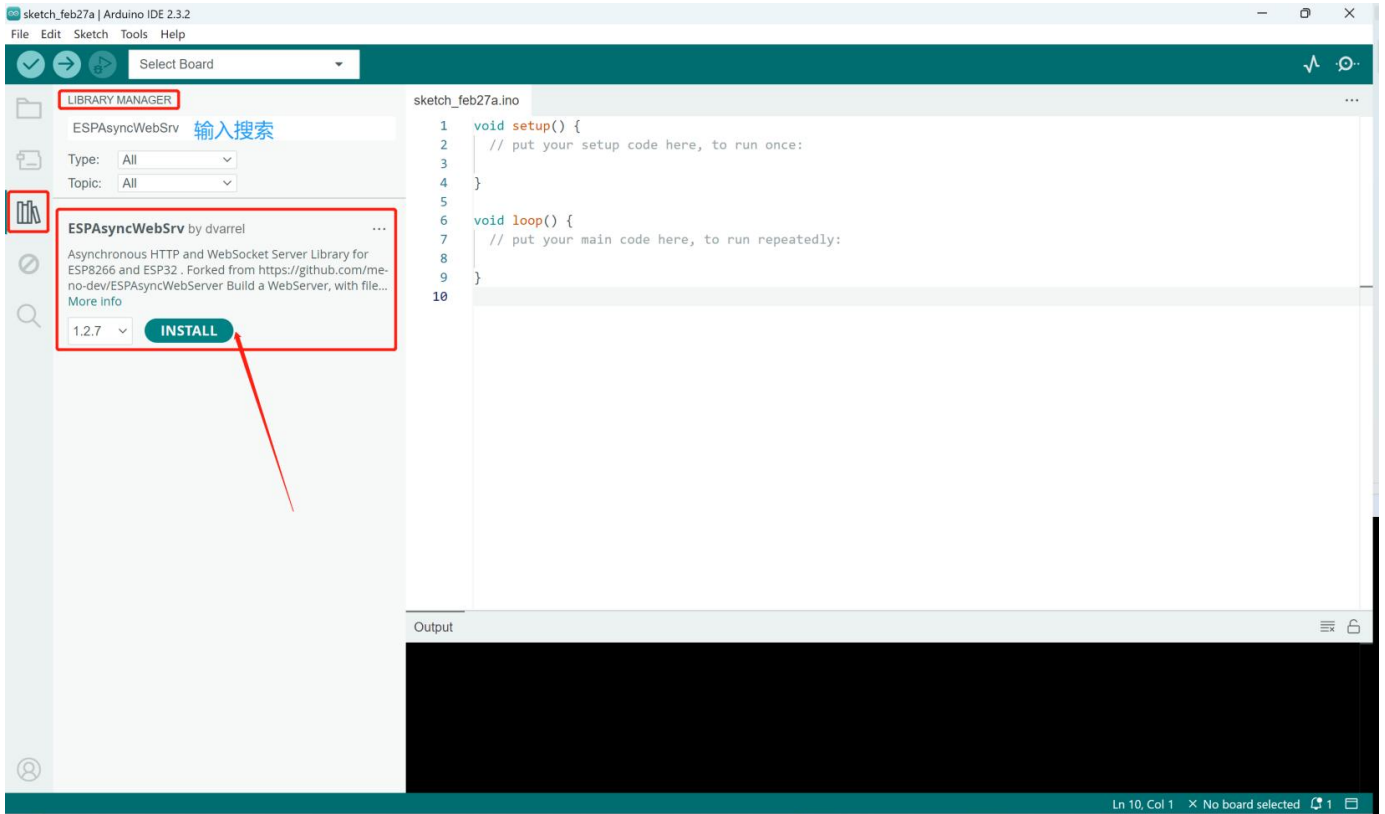 sketch_feb27a | Arduino IDE 2.3.2
File Edit Sketch Tools Help
Select Board
LIBRARY MANAGER
ESPAsyncWebSrv 输入搜索
Type: All
Topic: All
ESPAsyncWebSrv by dvarrel
Asynchronous HTTP and WebSocket Server Library for
ESP8266 and ESP32 . Forked from https://github.com/me-
no-dev/ESPAsyncWebServer Build a WebServer, with file...
More info
1.2.7 INSTALL
sketch_feb27a.ino
1 void setup() {
2 // put your setup code here, to run once:
3
4 }
5
6 void loop() {
7 // put your main code here, to run repeatedly:
8
9 }
10
Output
Ln 10, Col 1 × No board selected 1